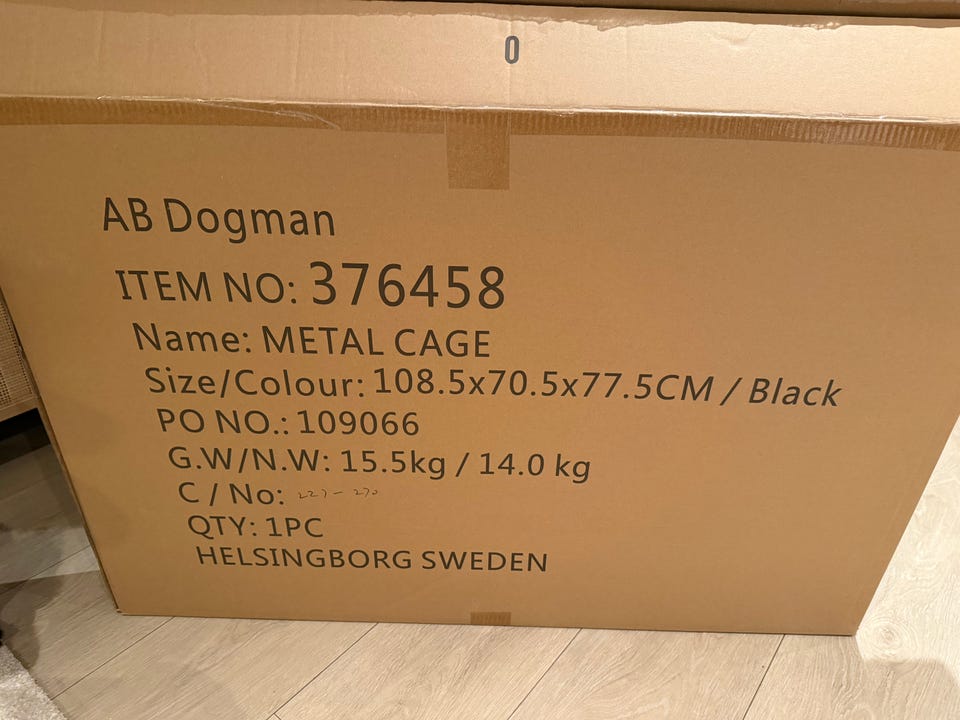 0
AB Dogman
ITEM NO: 376458
Name: METAL CAGE
Size/Colour: 108.5x70.5x77.5CM / Black
PO NO.: 109066
G.W/N.W: 15.5kg / 14.0 kg
C / No:
QTY: 1PC
HELSINGBORG SWEDEN